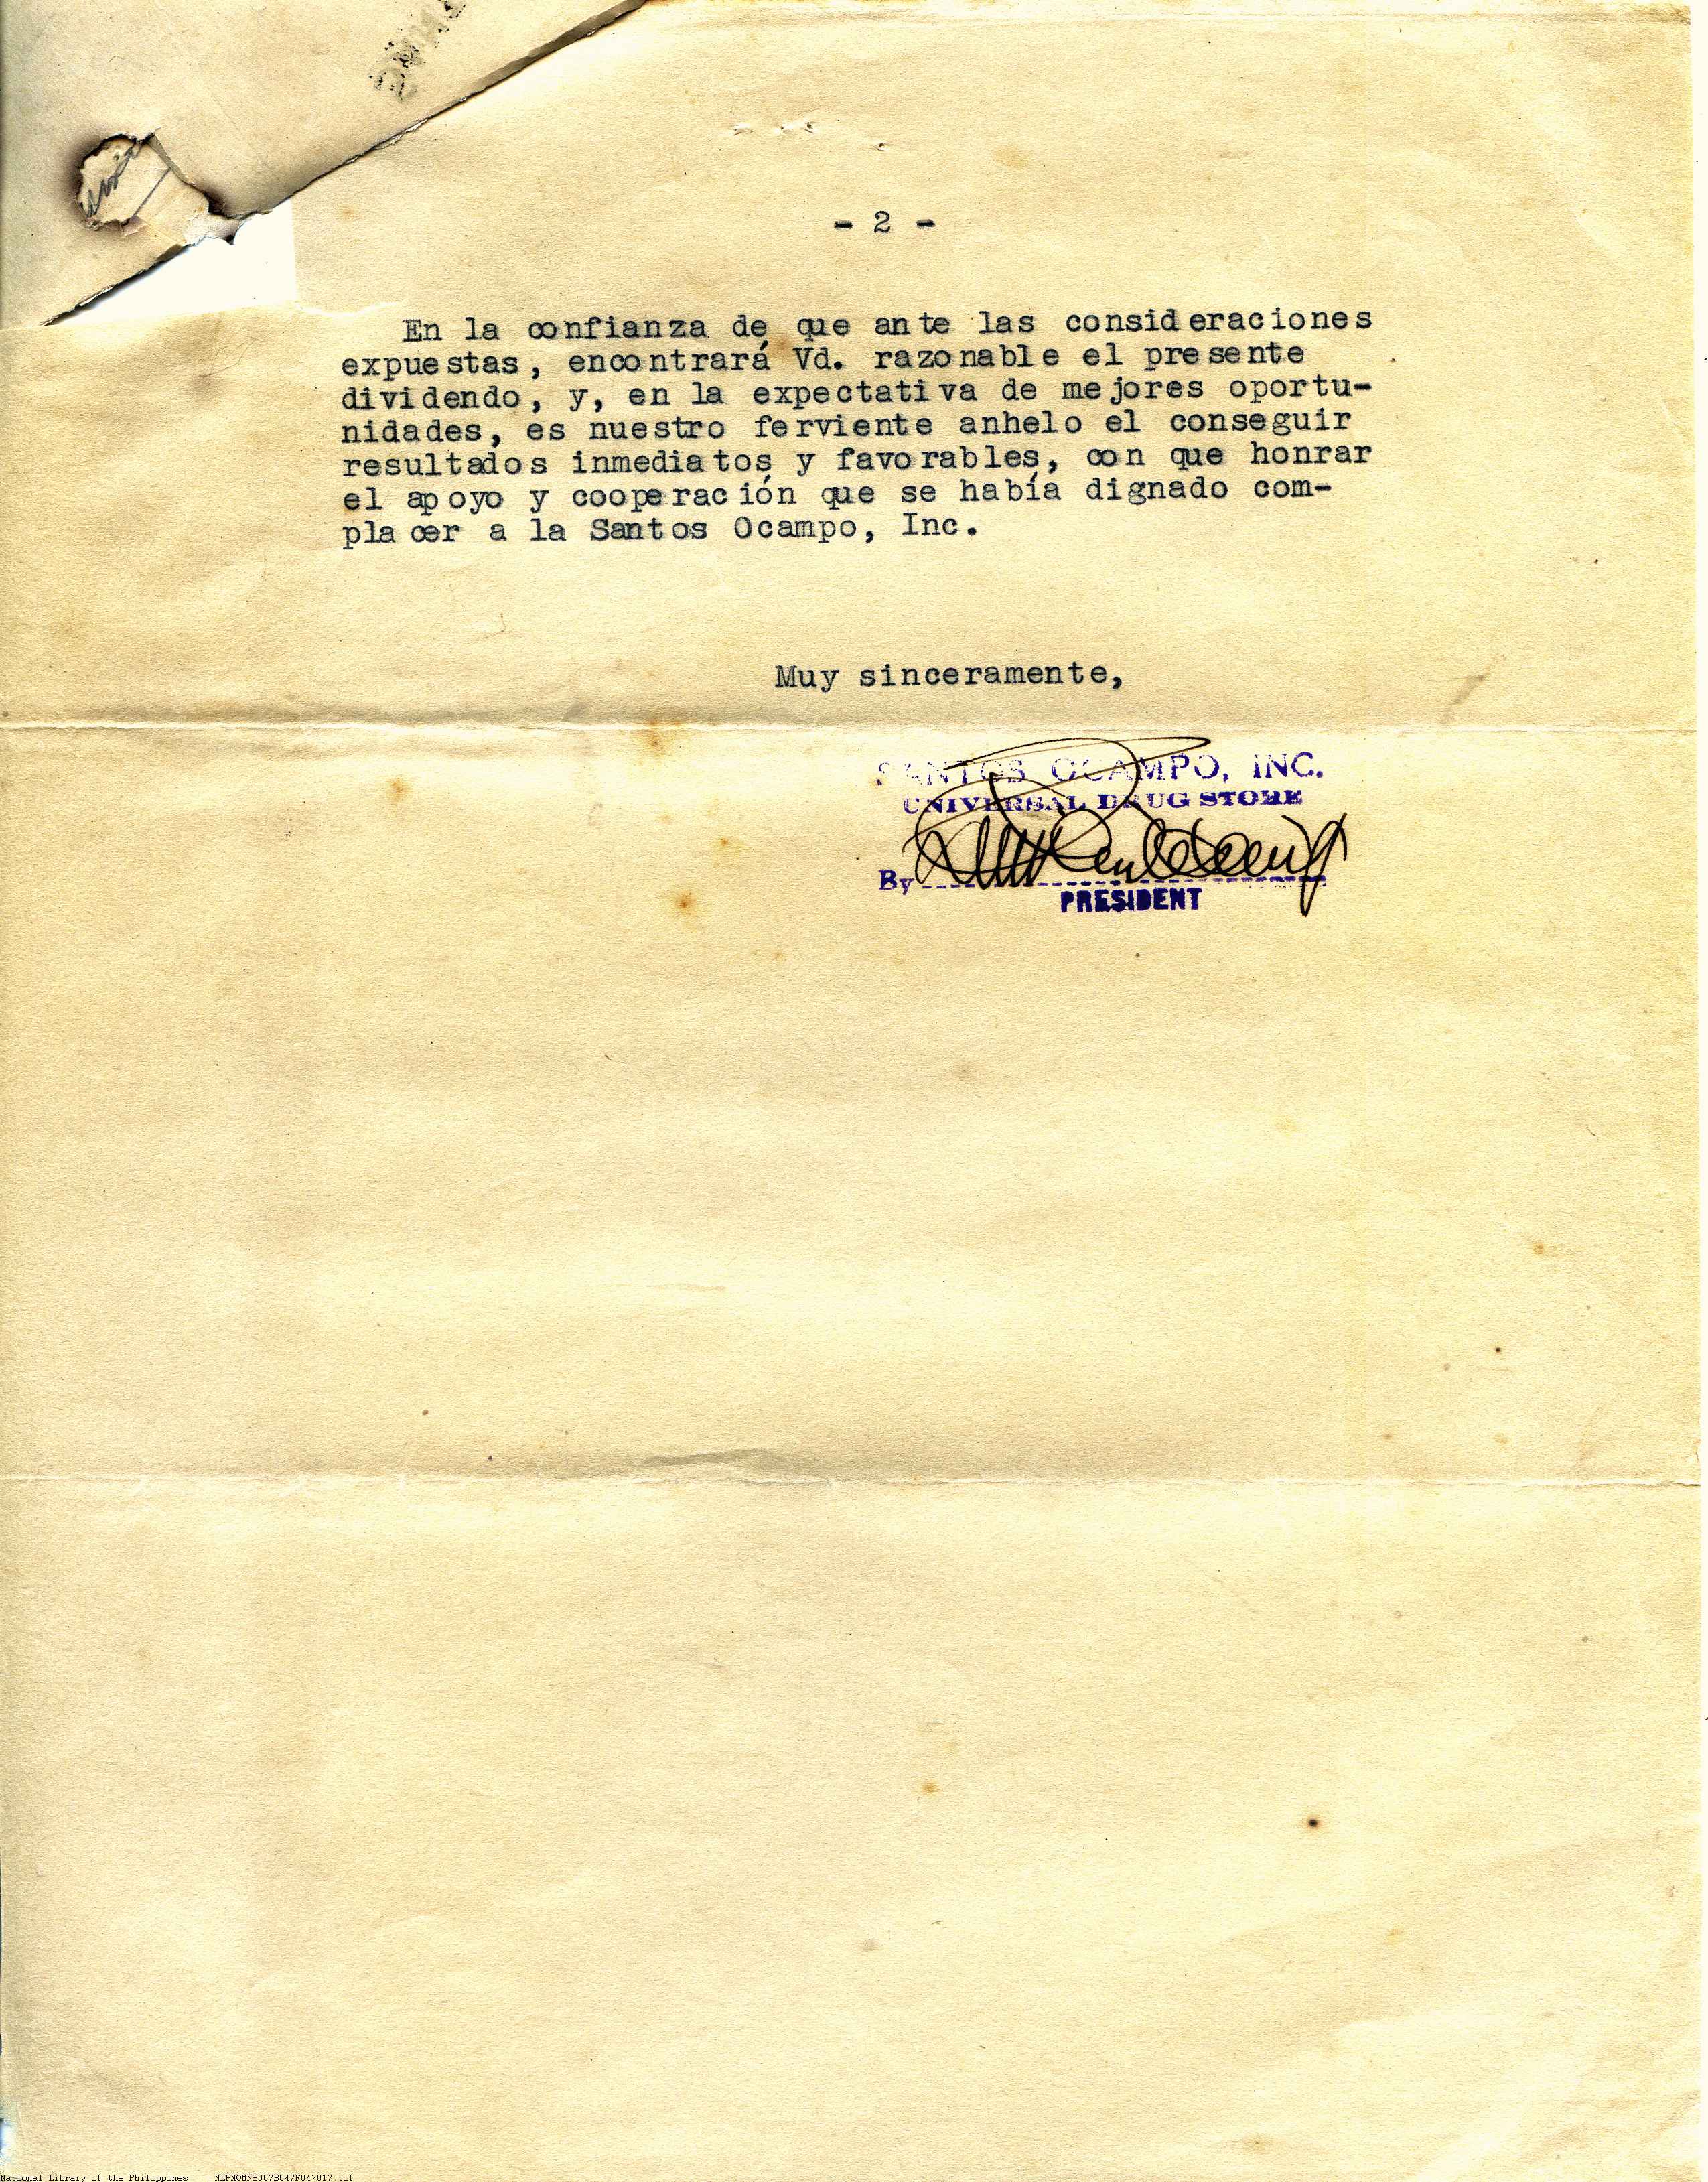 - 2 -
En la confianza de que ante las consideraciones
expuestas, encontrará Vd. razonable el presente
dividendo, y, en la expectativa de mejores oportu-
nidades, es nuestro ferviente anhelo el conseguir
resultados inmediatos y favorables, con que honrar
el apoyo y cooperación que se había dignado com-
placer a la Santos Ocampo, Inc.
Muy sinceramente,
SANTOS OCAMPO, INC.
UNIVERSAL DRUG STORE
By
PRESIDENT
National Library of the Philippines NLPMQMNS007B047F047017.tif